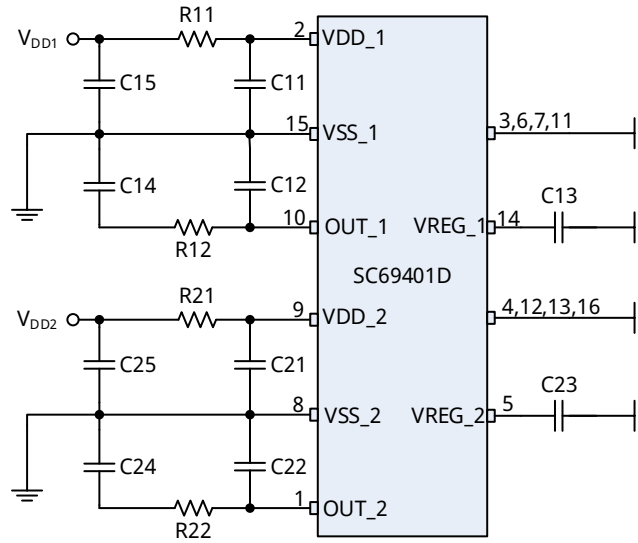 R11
VDD1
2
VDD_1
C15
C11
15
VSS_1
3,6,7,11
C14
C12
C13
10
OUT_1
VREG_1
14
R12
SC69401D
R21
VDD2
9
VDD_2
4,12,13,16
C25
C21
C23
8
VSS_2
VREG_2
5
C24
C22
1
OUT_2
R22